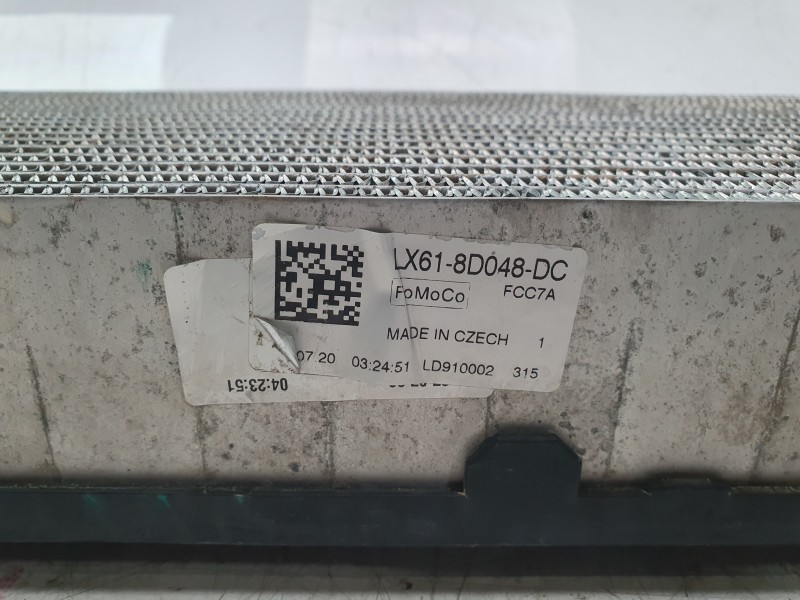 LX61-8D048-DC
FoMoCo FCC7A
MADE IN CZECH 1
07 20 03:24:51 LD910002 315
04:23:51